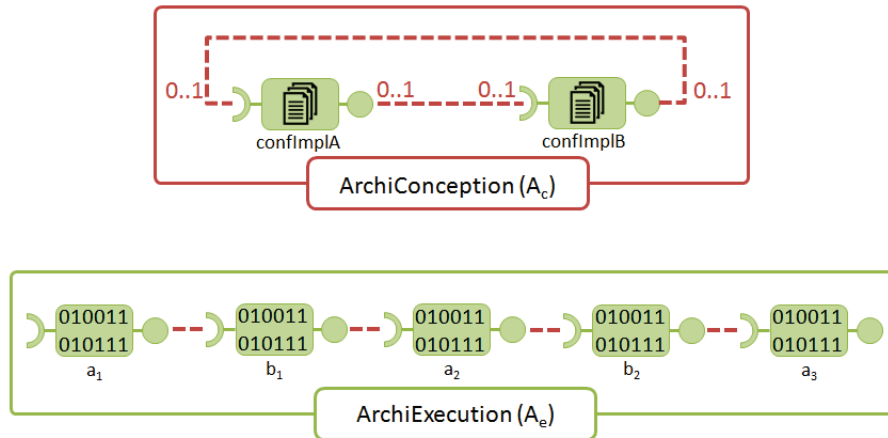 0..1 0..1 0..1 0..1
confImplA confImplB
ArchiConception (Ac)
010011 010011 010011 010011 010011
010111 010111 010111 010111 010111
a1 b1 a2 b2 a3
ArchiExecution (Ae)